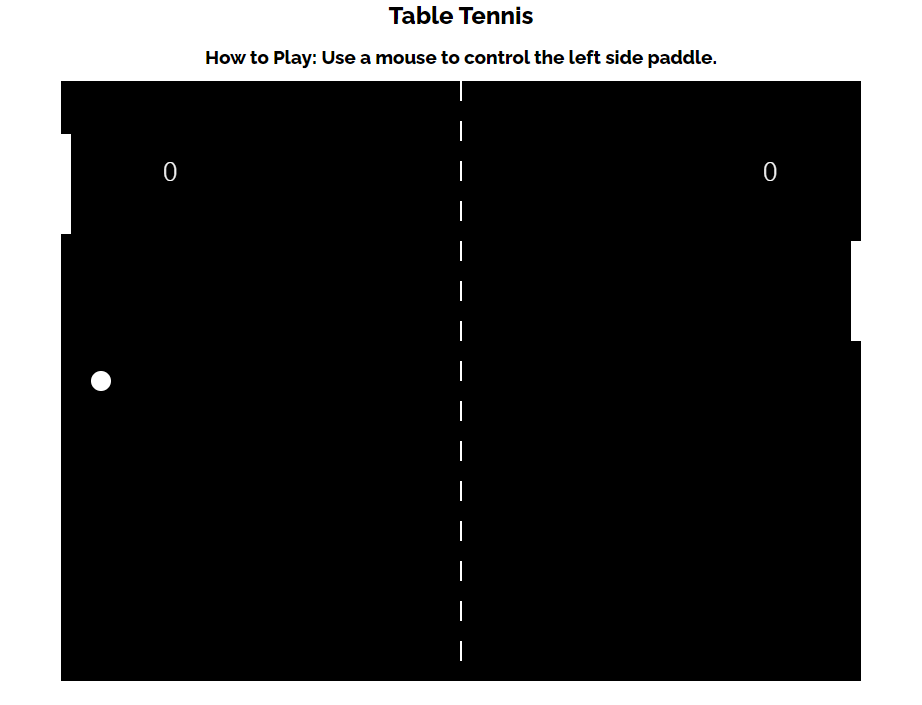 Table Tennis
How to Play: Use a mouse to control the left side paddle.
0 0